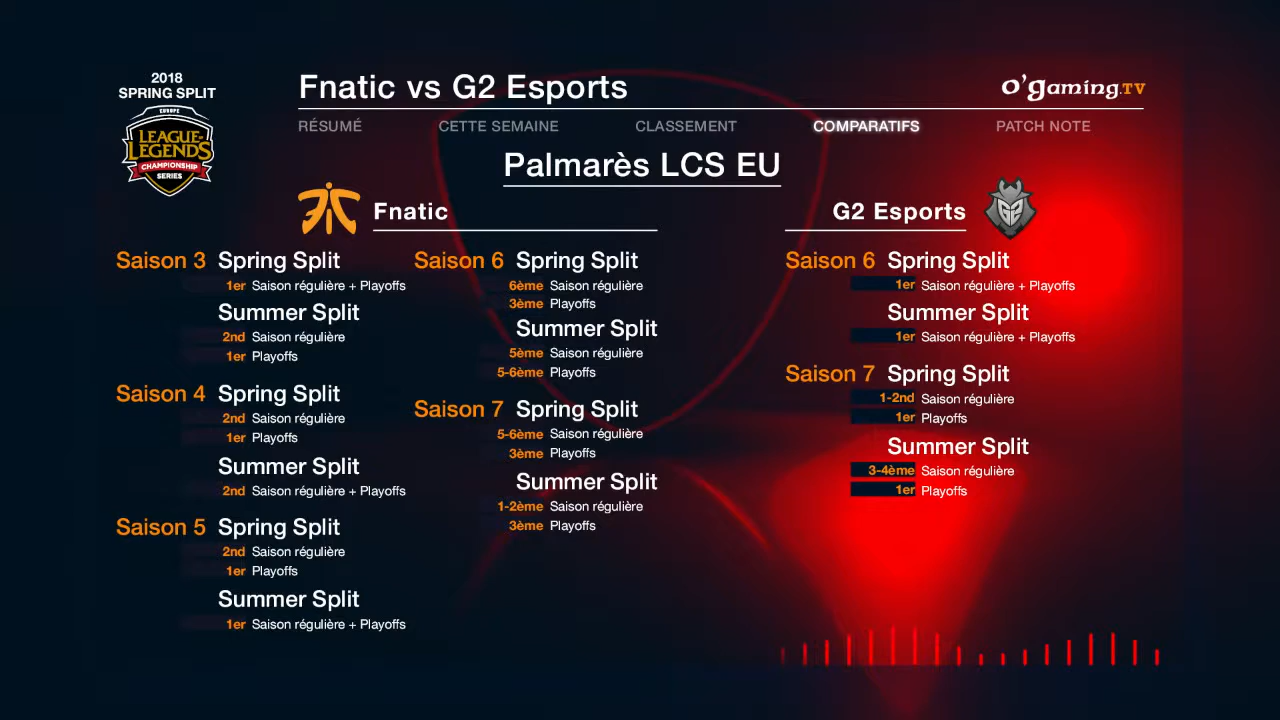 2018
SPRING SPLIT
EUROPE
LEAGUE OF
LEGENDS
CHAMPIONSHIP
SERIES
Fnatic vs G2 Esports
O'Gaming.TV
RÉSUMÉ CETTE SEMAINE CLASSEMENT COMPARATIFS PATCH NOTE
Palmarès LCS EU
Fnatic
Saison 3 Spring Split
1er Saison régulière + Playoffs
Summer Split
2nd Saison régulière
1er Playoffs
Saison 4 Spring Split
2nd Saison régulière
1er Playoffs
Summer Split
2nd Saison régulière + Playoffs
Saison 5 Spring Split
2nd Saison régulière
1er Playoffs
Summer Split
1er Saison régulière + Playoffs
Saison 6 Spring Split
6ème Saison régulière
3ème Playoffs
Summer Split
5ème Saison régulière
5-6ème Playoffs
Saison 7 Spring Split
5-6ème Saison régulière
3ème Playoffs
Summer Split
1-2ème Saison régulière
3ème Playoffs
G2 Esports
G2
Saison 6 Spring Split
1er Saison régulière + Playoffs
Summer Split
1er Saison régulière + Playoffs
Saison 7 Spring Split
1-2nd Saison régulière
1er Playoffs
Summer Split
3-4ème Saison régulière
1er Playoffs